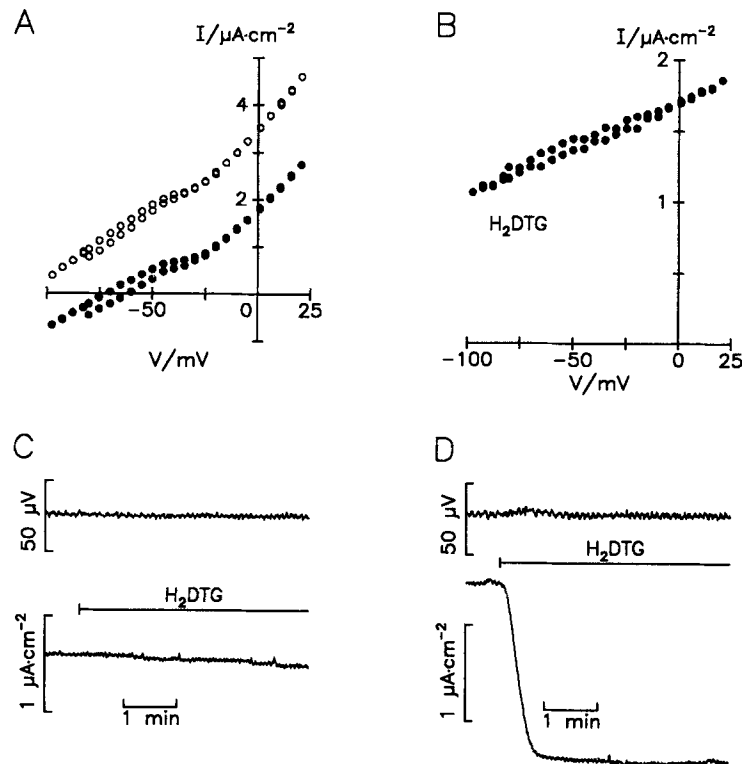 A
I/μA·cm⁻²
4
2
-50
0
25
V/mV
B
I/μA·cm⁻²
2
1
H₂DTG
-100
-50
0
25
V/mV
C
50 μV
H₂DTG
1 μA·cm⁻²
1 min
D
50 μV
H₂DTG
1 μA·cm⁻²
1 min